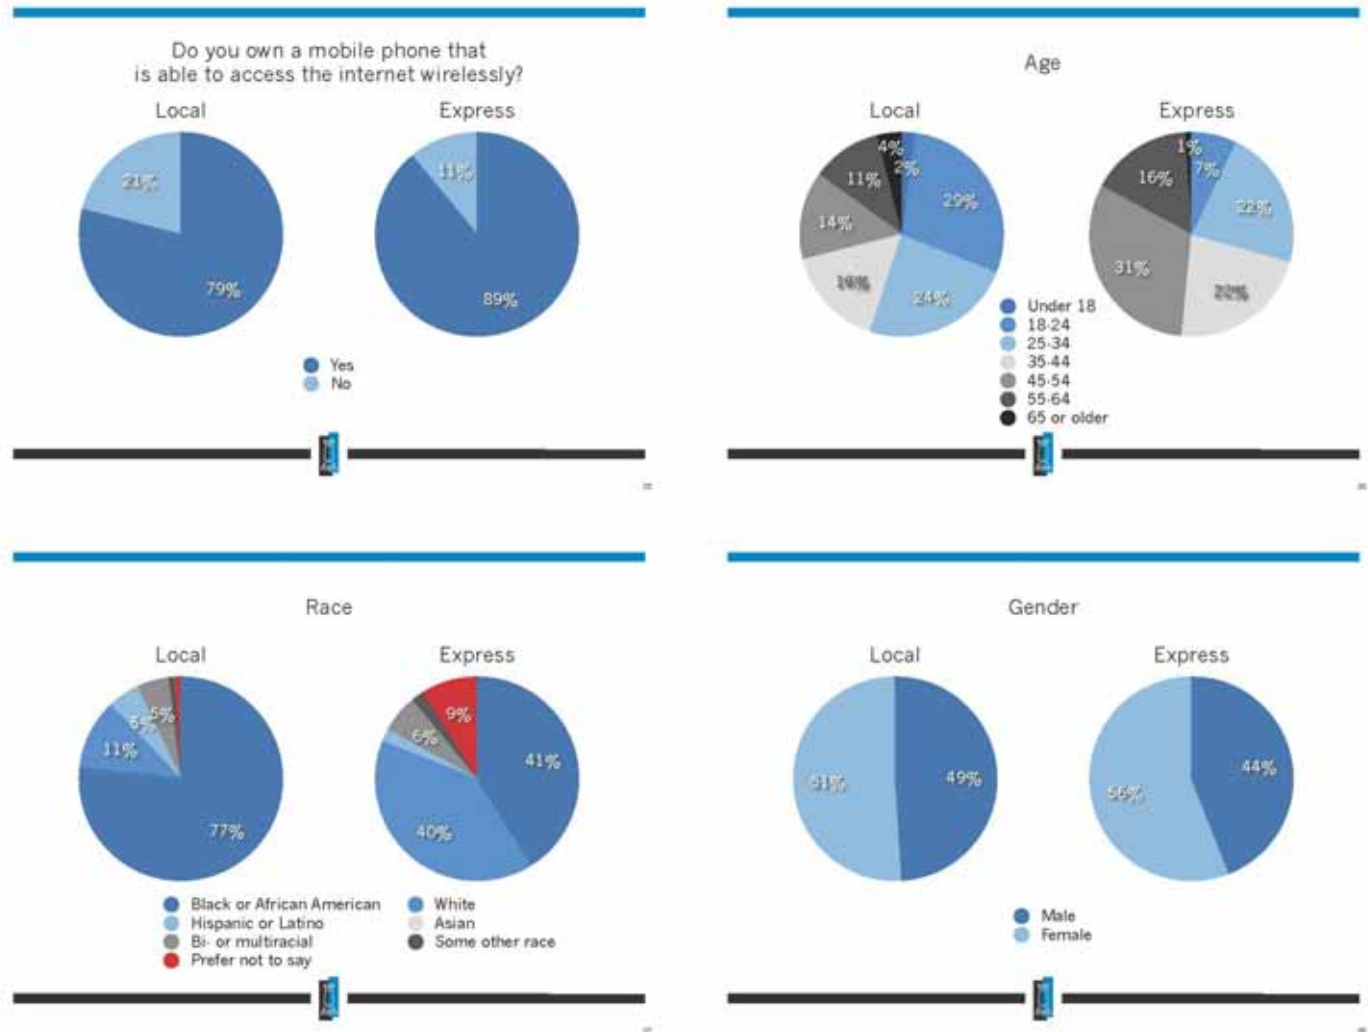 Do you own a mobile phone that
is able to access the internet wirelessly?
Local
Express
21%
79%
11%
89%
Yes
No
Age
Local
Express
4%
2%
11%
29%
14%
24%
1%
7%
16%
22%
31%
22%
Under 18
18-24
25-34
35-44
45-54
55-64
65 or older
Race
Local
Express
5%
11%
77%
9%
6%
41%
40%
Black or African American
Hispanic or Latino
Bi- or multiracial
Prefer not to say
White
Asian
Some other race
Gender
Local
Express
51%
49%
44%
56%
Male
Female